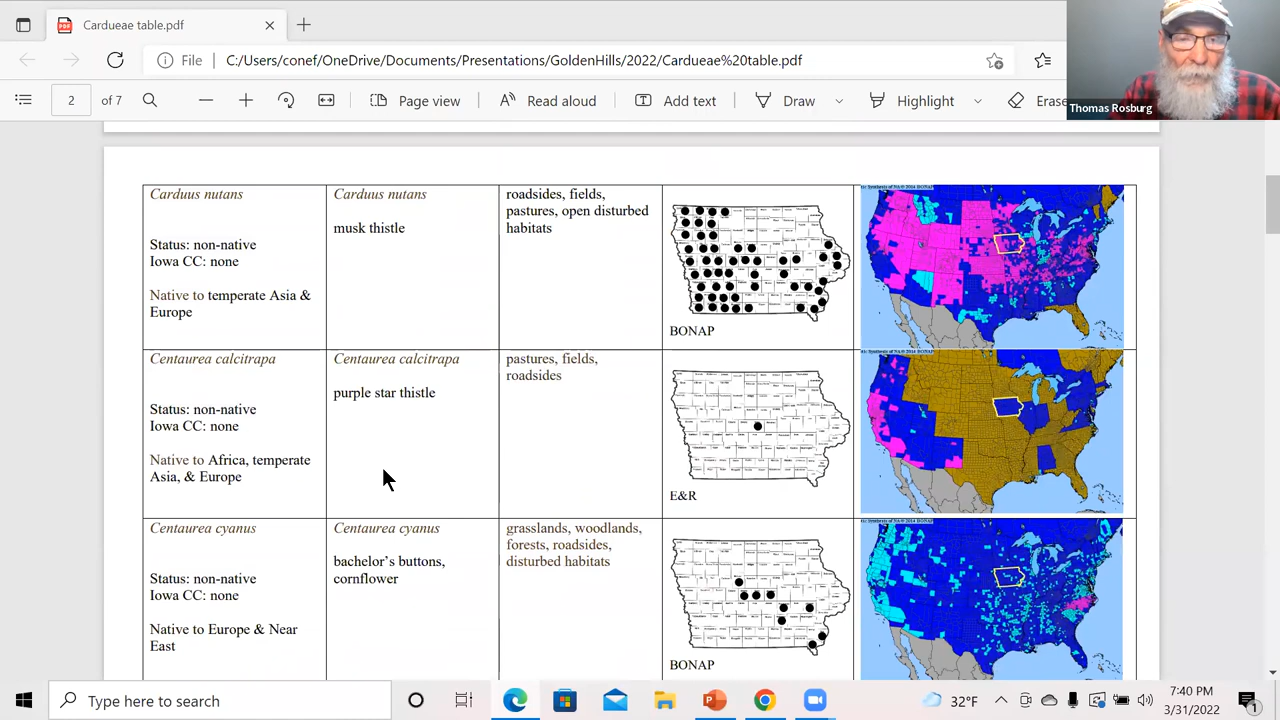 Cardueae table.pdf
File
C:/Users/conef/OneDrive/Documents/Presentations/GoldenHills/2022/Cardueae%20table.pdf
2 of 7
Page view
Read aloud
Add text
Draw
Highlight
Erase
Thomas Rosburg
Carduus nutans
Status: non-native
Iowa CC: none
Native to temperate Asia &
Europe
Carduus nutans
musk thistle
roadsides, fields,
pastures, open disturbed
habitats
BONAP
Centaurea calcitrapa
Status: non-native
Iowa CC: none
Native to Africa, temperate
Asia, & Europe
Centaurea calcitrapa
purple star thistle
pastures, fields,
roadsides
E&R
Centaurea cyanus
Status: non-native
Iowa CC: none
Native to Europe & Near
East
Centaurea cyanus
bachelor’s buttons,
cornflower
grasslands, woodlands,
forests, roadsides,
disturbed habitats
BONAP
Type here to search
32°F
7:40 PM
3/31/2022
1